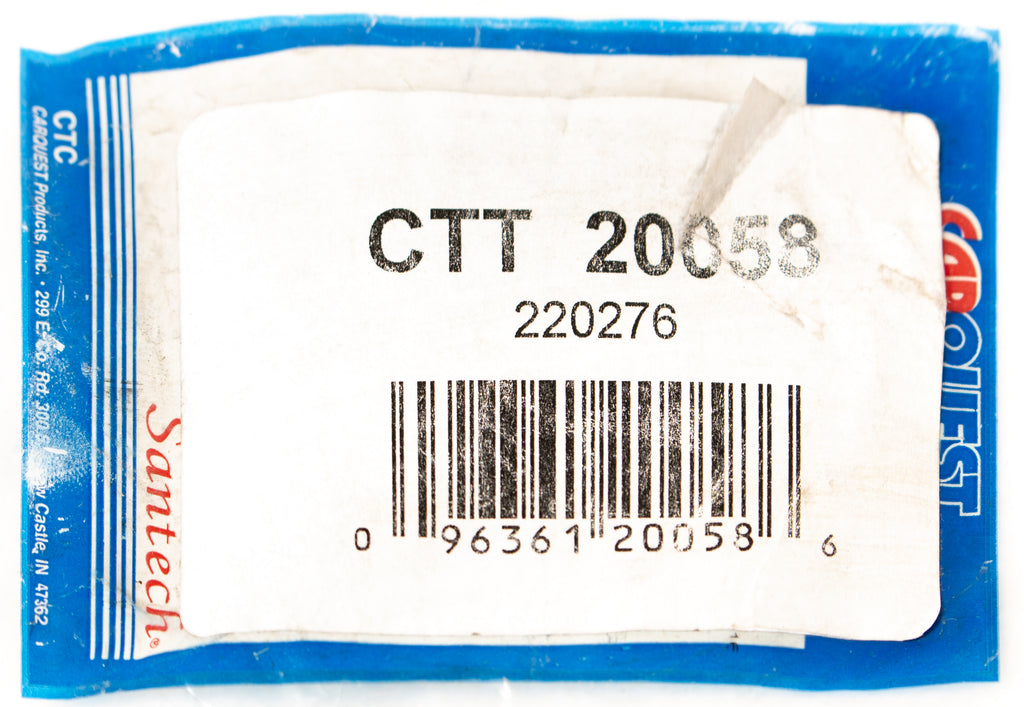 CTC
CARQUEST Products, Inc. • 299 E. Co. Rd. 300 Castle, IN 47362
Santech®
CTT 20058
220276
0 96361 20058 6
CARQUEST